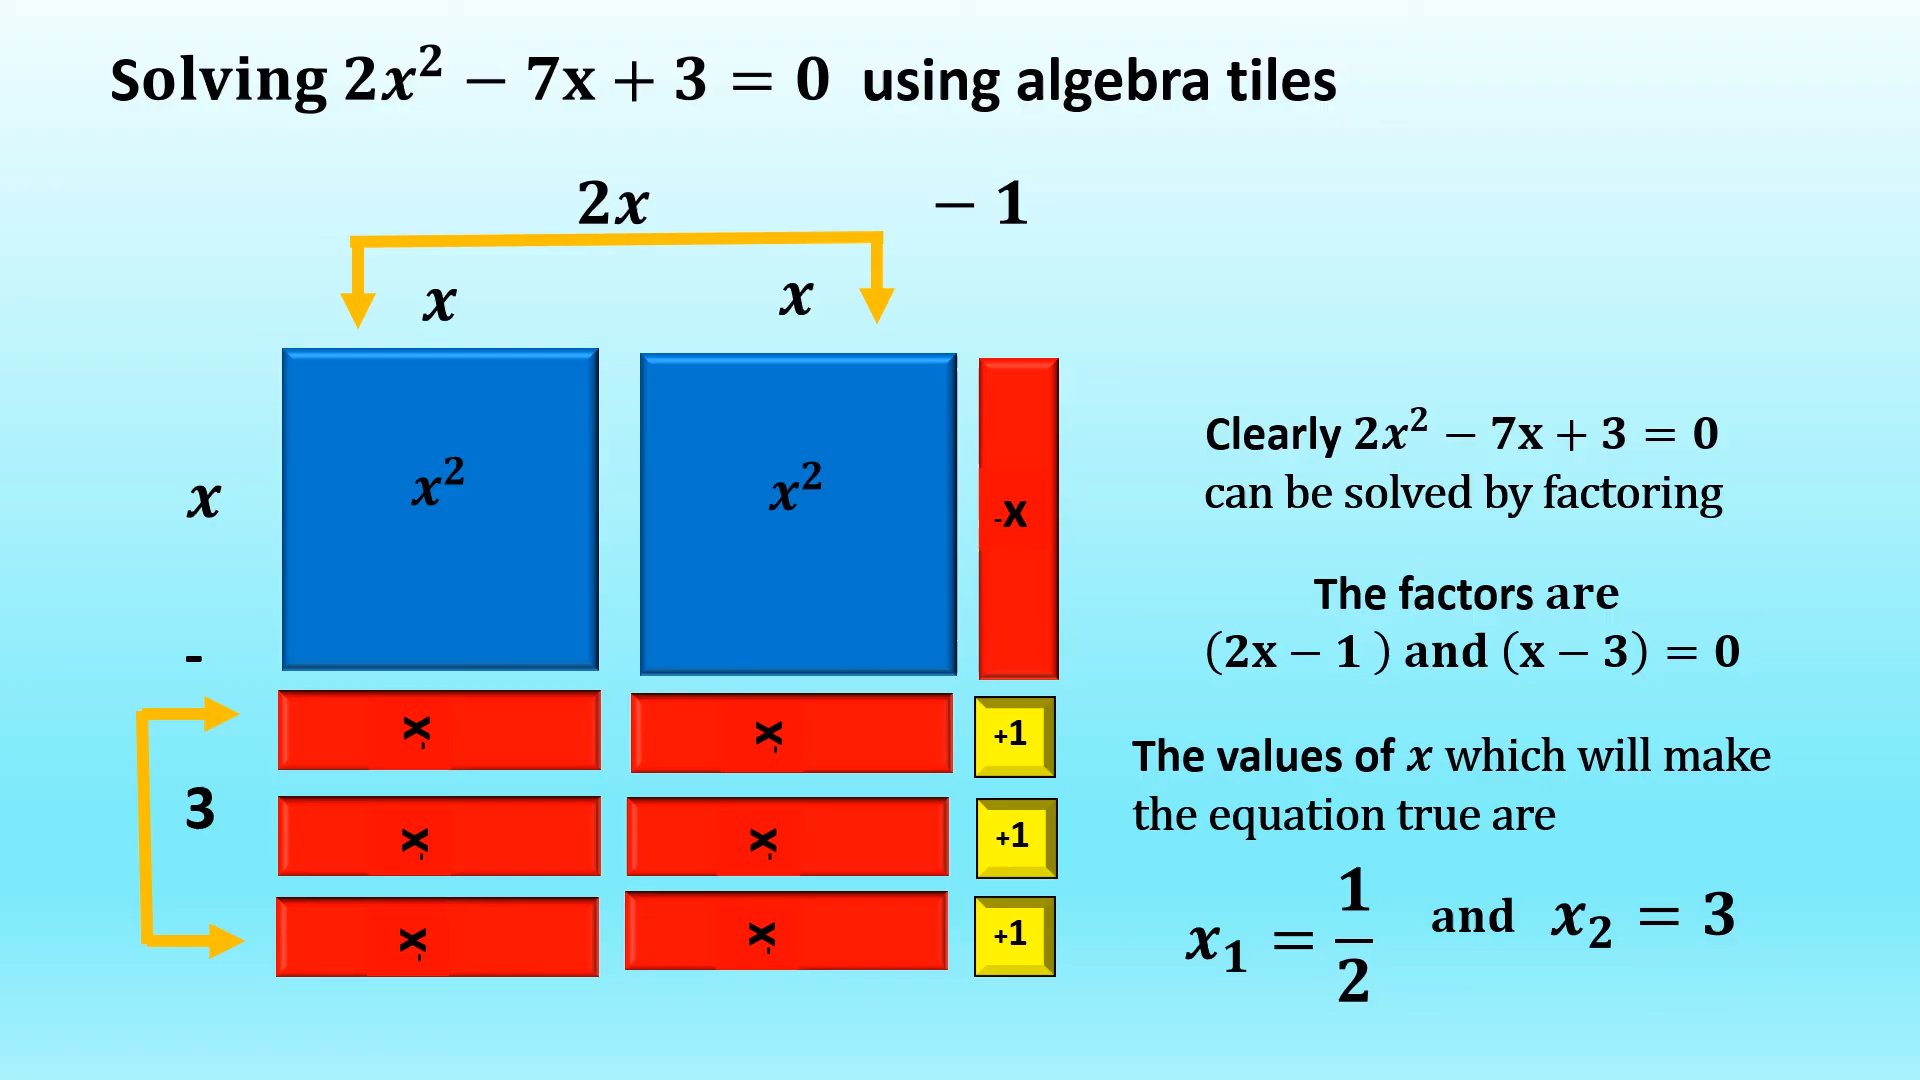 Solving 2x² − 7x + 3 = 0 using algebra tiles
2x − 1
x x
x x² x² -x
-
-x -x +1
3 -x -x +1
-x -x +1
Clearly 2x² − 7x + 3 = 0
can be solved by factoring
The factors are
(2x − 1 ) and (x − 3) = 0
The values of x which will make
the equation true are
x₁ = 1/2 and x₂ = 3